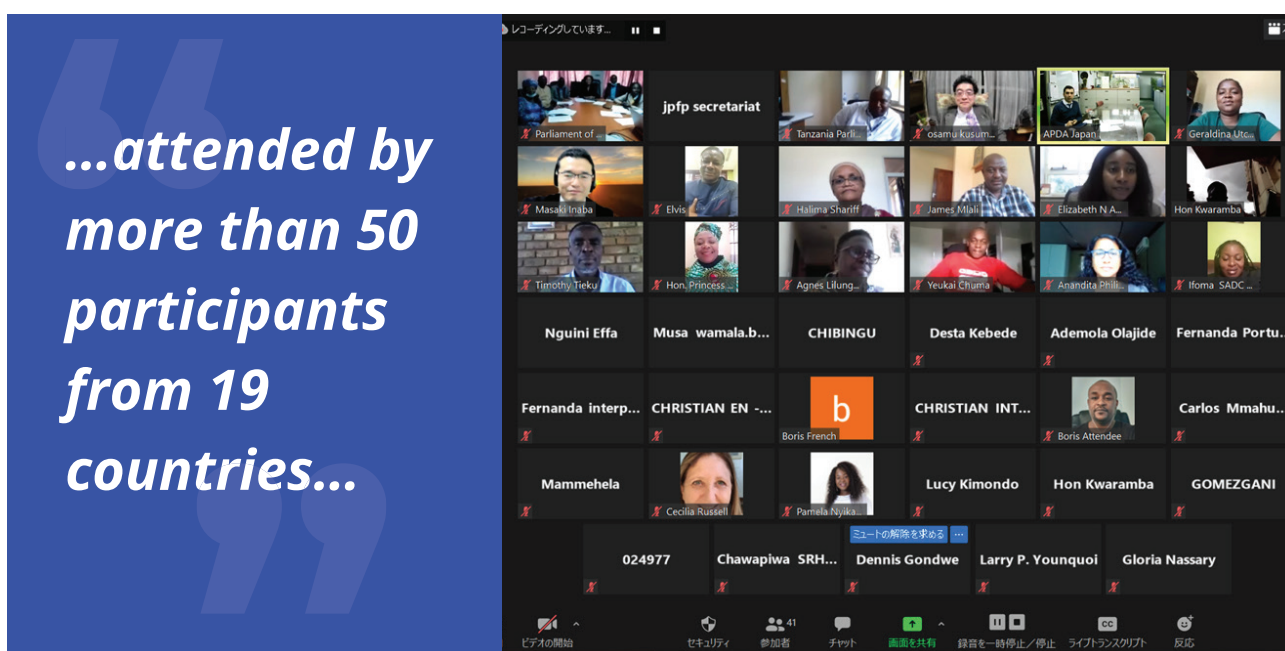 ...attended by
more than 50
participants
from 19
countries...
レコーディングしています...
Parliament of ...
jpfp secretariat
Tanzania Parli...
osamu kusum...
APDA Japan
Geraldina Utc...
Masaki Inaba
Elvis
Halima Shariff
James Mlali
Elizabeth N A...
Hon Kwaramba
Timothy Tieku
Hon. Princess ...
Agnes Lilung...
Yeukai Chuma
Anandita Phili...
Ifoma SADC ...
Nguini Effa
Musa wamala.b...
CHIBINGU
Desta Kebede
Ademola Olajide
Fernanda Portu...
Fernanda interp...
CHRISTIAN EN -...
b
Boris French
CHRISTIAN INT...
Boris Attendee
Carlos Mmahu...
Mammehela
Cecilia Russell
Pamela Nyika...
Lucy Kimondo
Hon Kwaramba
GOMEZGANI
024977
Chawapiwa SRH...
ミュートの解除を求める ...
Dennis Gondwe
Larry P. Younquoi
Gloria Nassary
ビデオの開始
セキュリティ
41
参加者
チャット
画面を共有
録音を一時停止/停止
CC
ライブトランスクリプト
反応